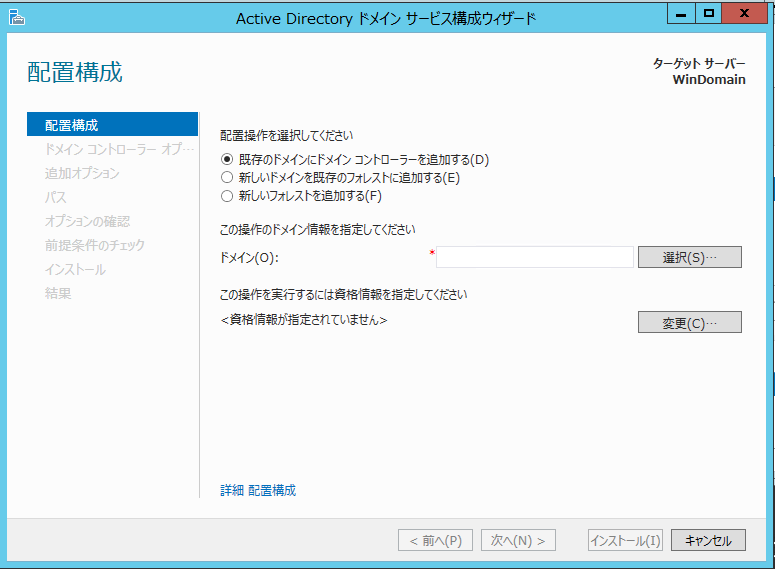 Active Directory ドメイン サービス構成ウィザード
配置構成
ターゲット サーバー
WinDomain
配置構成
ドメイン コントローラー オプ…
追加オプション
パス
オプションの確認
前提条件のチェック
インストール
結果
配置操作を選択してください
既存のドメインにドメイン コントローラーを追加する(D)
新しいドメインを既存のフォレストに追加する(E)
新しいフォレストを追加する(F)
この操作のドメイン情報を指定してください
ドメイン(O): *
選択(S)…
この操作を実行するには資格情報を指定してください
<資格情報が指定されていません>
変更(C)…
詳細 配置構成
< 前へ(P)
次へ(N) >
インストール(I)
キャンセル